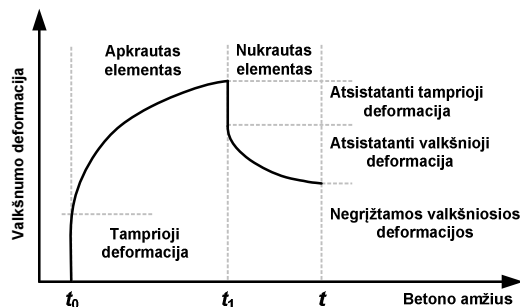 Valkšnumo deformacija
Apkrautas
elementas
Nukrautas
elementas
Atsistatanti tamprioji
deformacija
Atsistatanti valkšnioji
deformacija
Negrįžtamos valkšniosios
deformacijos
Tamprioji
deformacija
t0
t1
t
Betono amžius